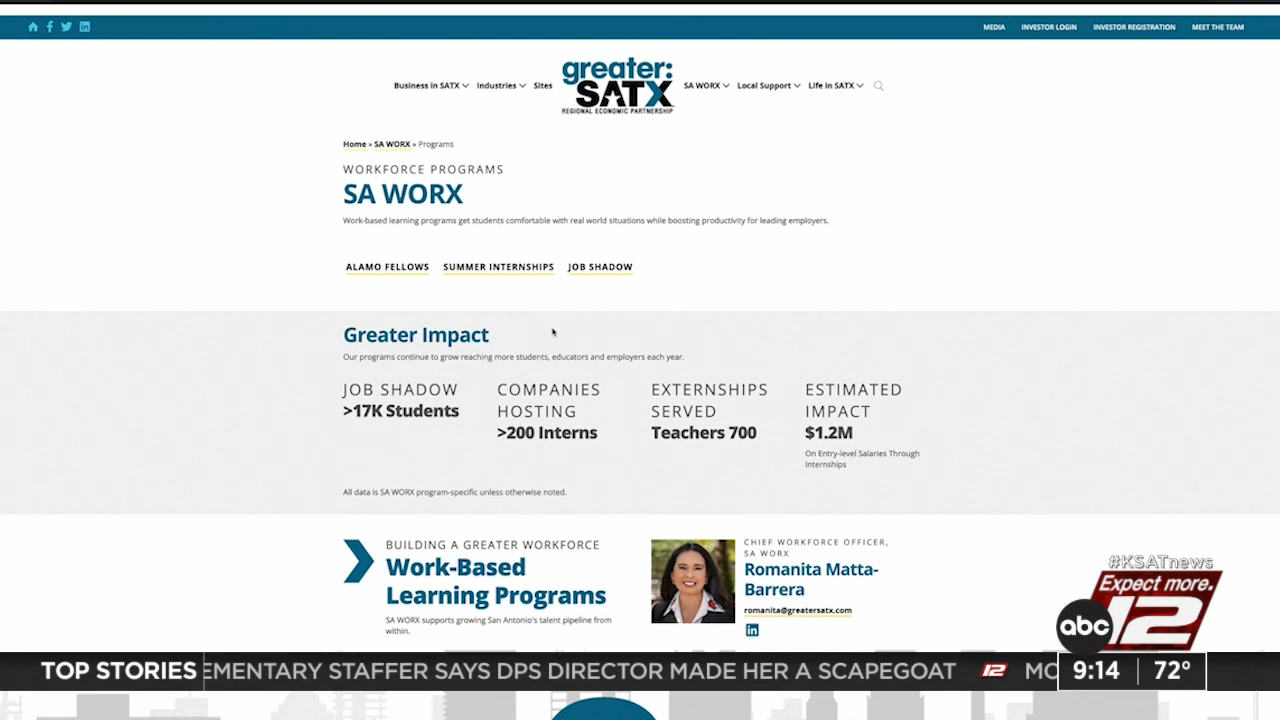 MEDIA INVESTOR LOGIN INVESTOR REGISTRATION MEET THE TEAM
Business in SATX Industries Sites
greater:
SATX
REGIONAL ECONOMIC PARTNERSHIP
SA WORX Local Support Life in SATX
Home » SA WORX » Programs
WORKFORCE PROGRAMS
SA WORX
Work-based learning programs get students comfortable with real world situations while boosting productivity for leading employers.
ALAMO FELLOWS SUMMER INTERNSHIPS JOB SHADOW
Greater Impact
Our programs continue to grow reaching more students, educators and employers each year.
JOB SHADOW
>17K Students
COMPANIES
HOSTING
>200 Interns
EXTERNSHIPS
SERVED
Teachers 700
ESTIMATED
IMPACT
$1.2M
On Entry-level Salaries Through
Internships
All data is SA WORX program-specific unless otherwise noted.
BUILDING A GREATER WORKFORCE
Work-Based
Learning Programs
SA WORX supports growing San Antonio's talent pipeline from
within.
CHIEF WORKFORCE OFFICER,
SA WORX
Romanita Matta-
Barrera
romanita@greatersatx.com
in
#KSATnews
Expect more.
abc 12
TOP STORIES EMENTARY STAFFER SAYS DPS DIRECTOR MADE HER A SCAPEGOAT 12 MO
9:14 72°